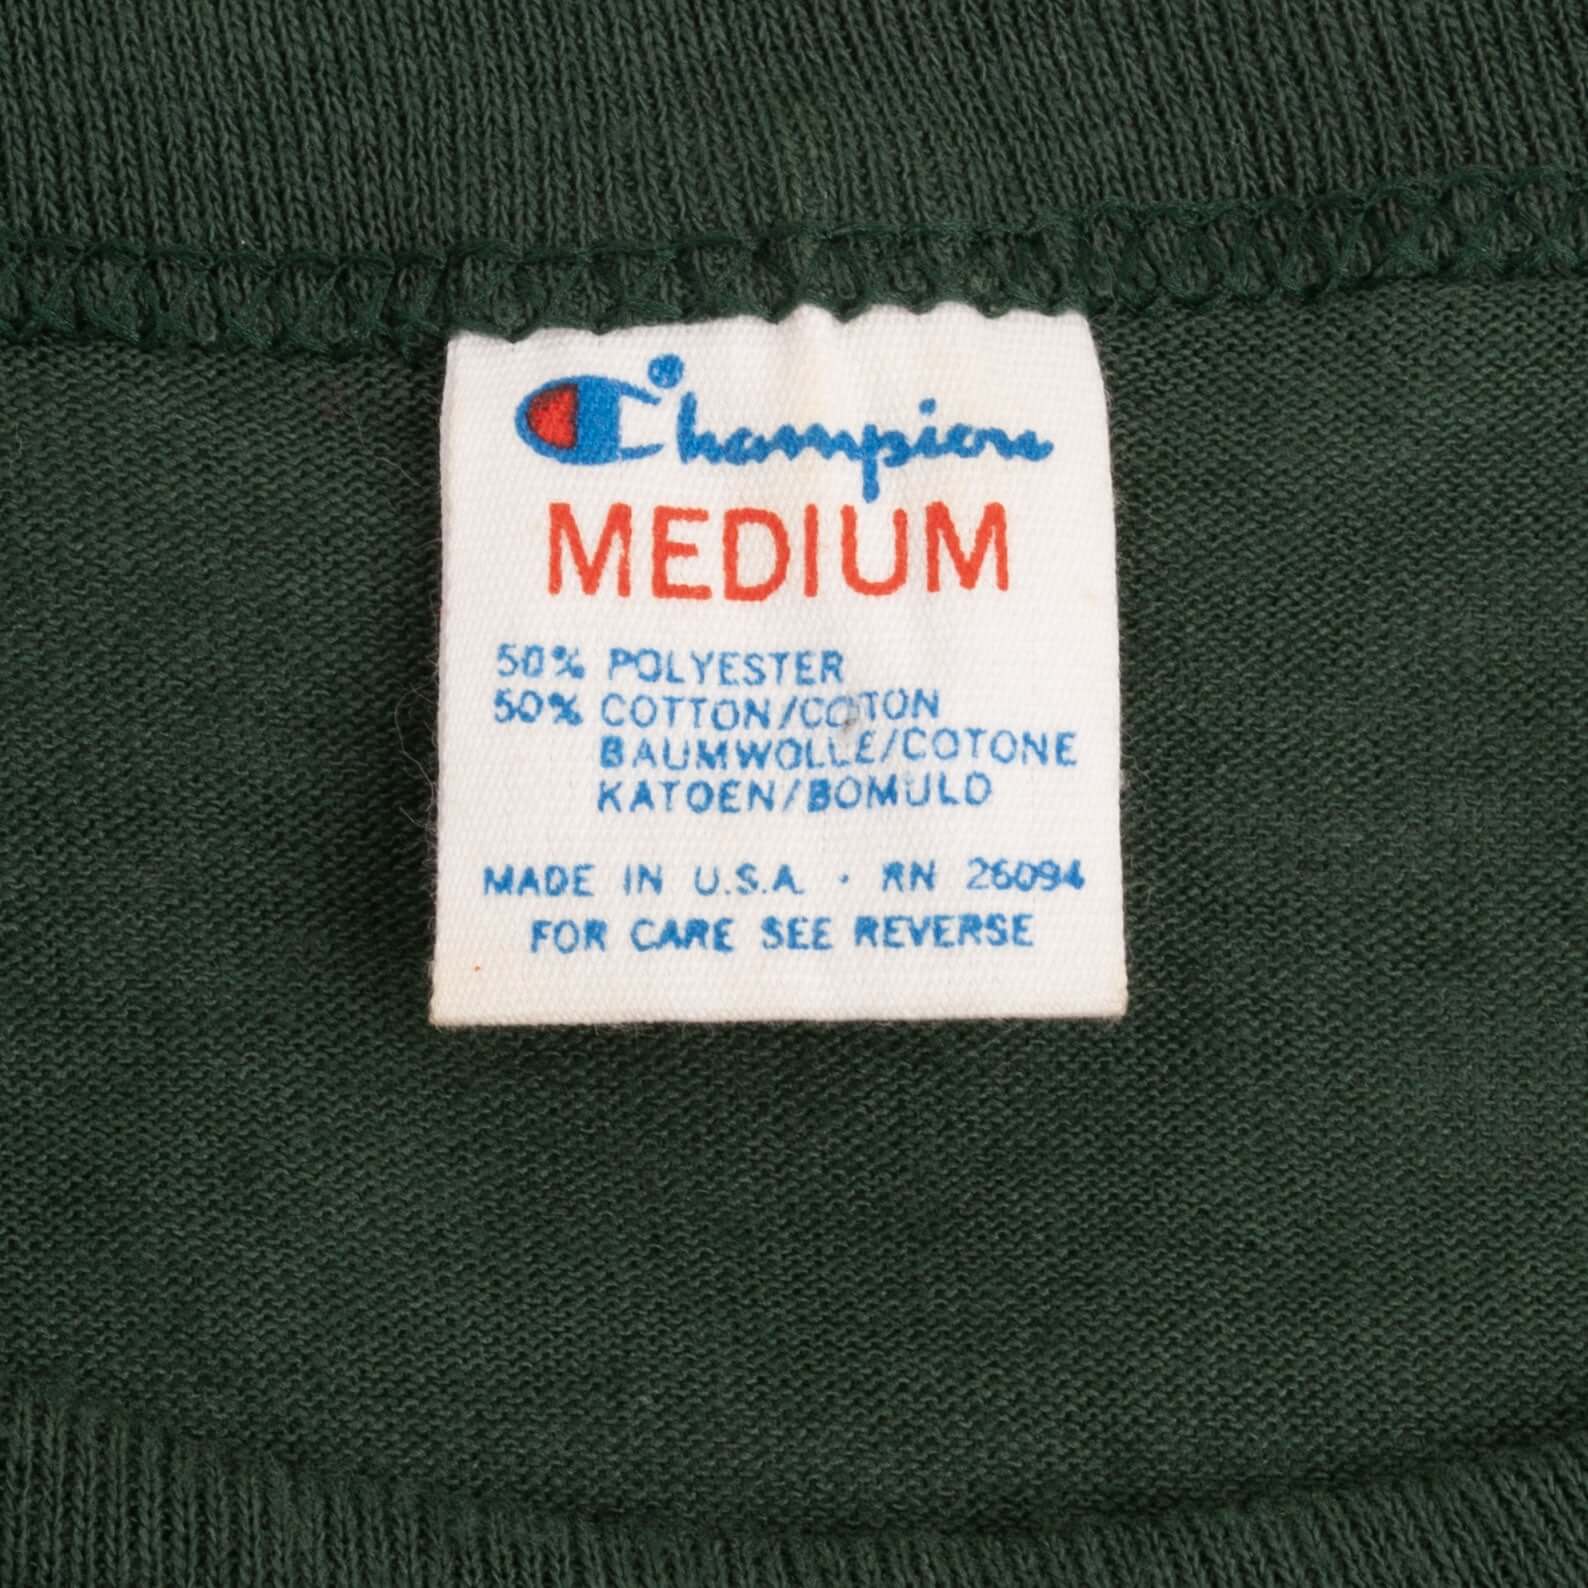 Champion
MEDIUM
50% POLYESTER
50% COTTON/COTON
BAUMWOLLE/COTONE
KATOEN/BOMULD
MADE IN U.S.A. · RN 26094
FOR CARE SEE REVERSE